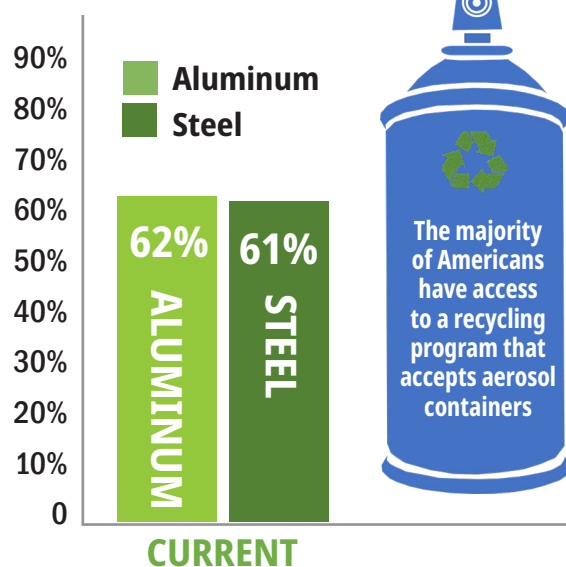 90%
80%
70%
60%
50%
40%
30%
20%
10%
0
Aluminum
Steel
62%
ALUMINUM
61%
STEEL
CURRENT
The majority
of Americans
have access
to a recycling
program that
accepts aerosol
containers